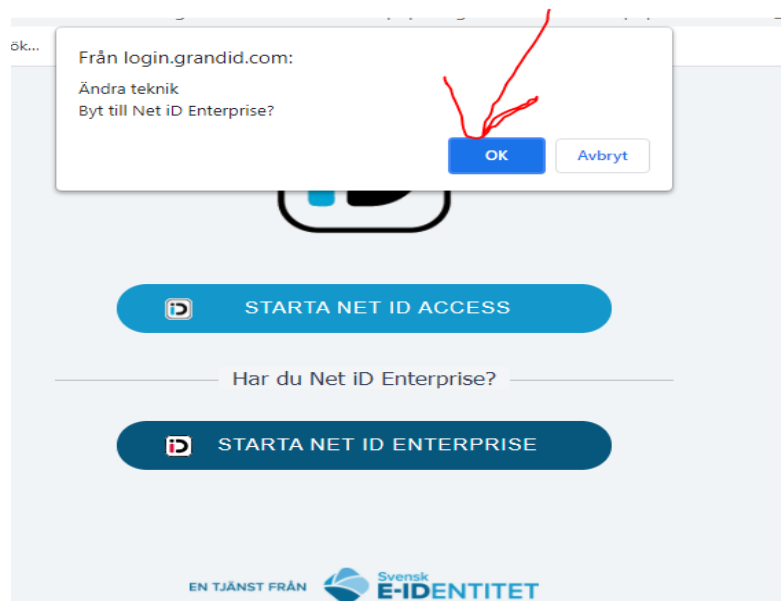 ök...
Från login.grandid.com:
Ändra teknik
Byt till Net iD Enterprise?
OK
Avbryt
iD
STARTA NET ID ACCESS
Har du Net iD Enterprise?
STARTA NET ID ENTERPRISE
EN TJÄNST FRÅN
Svensk
E-IDENTITET